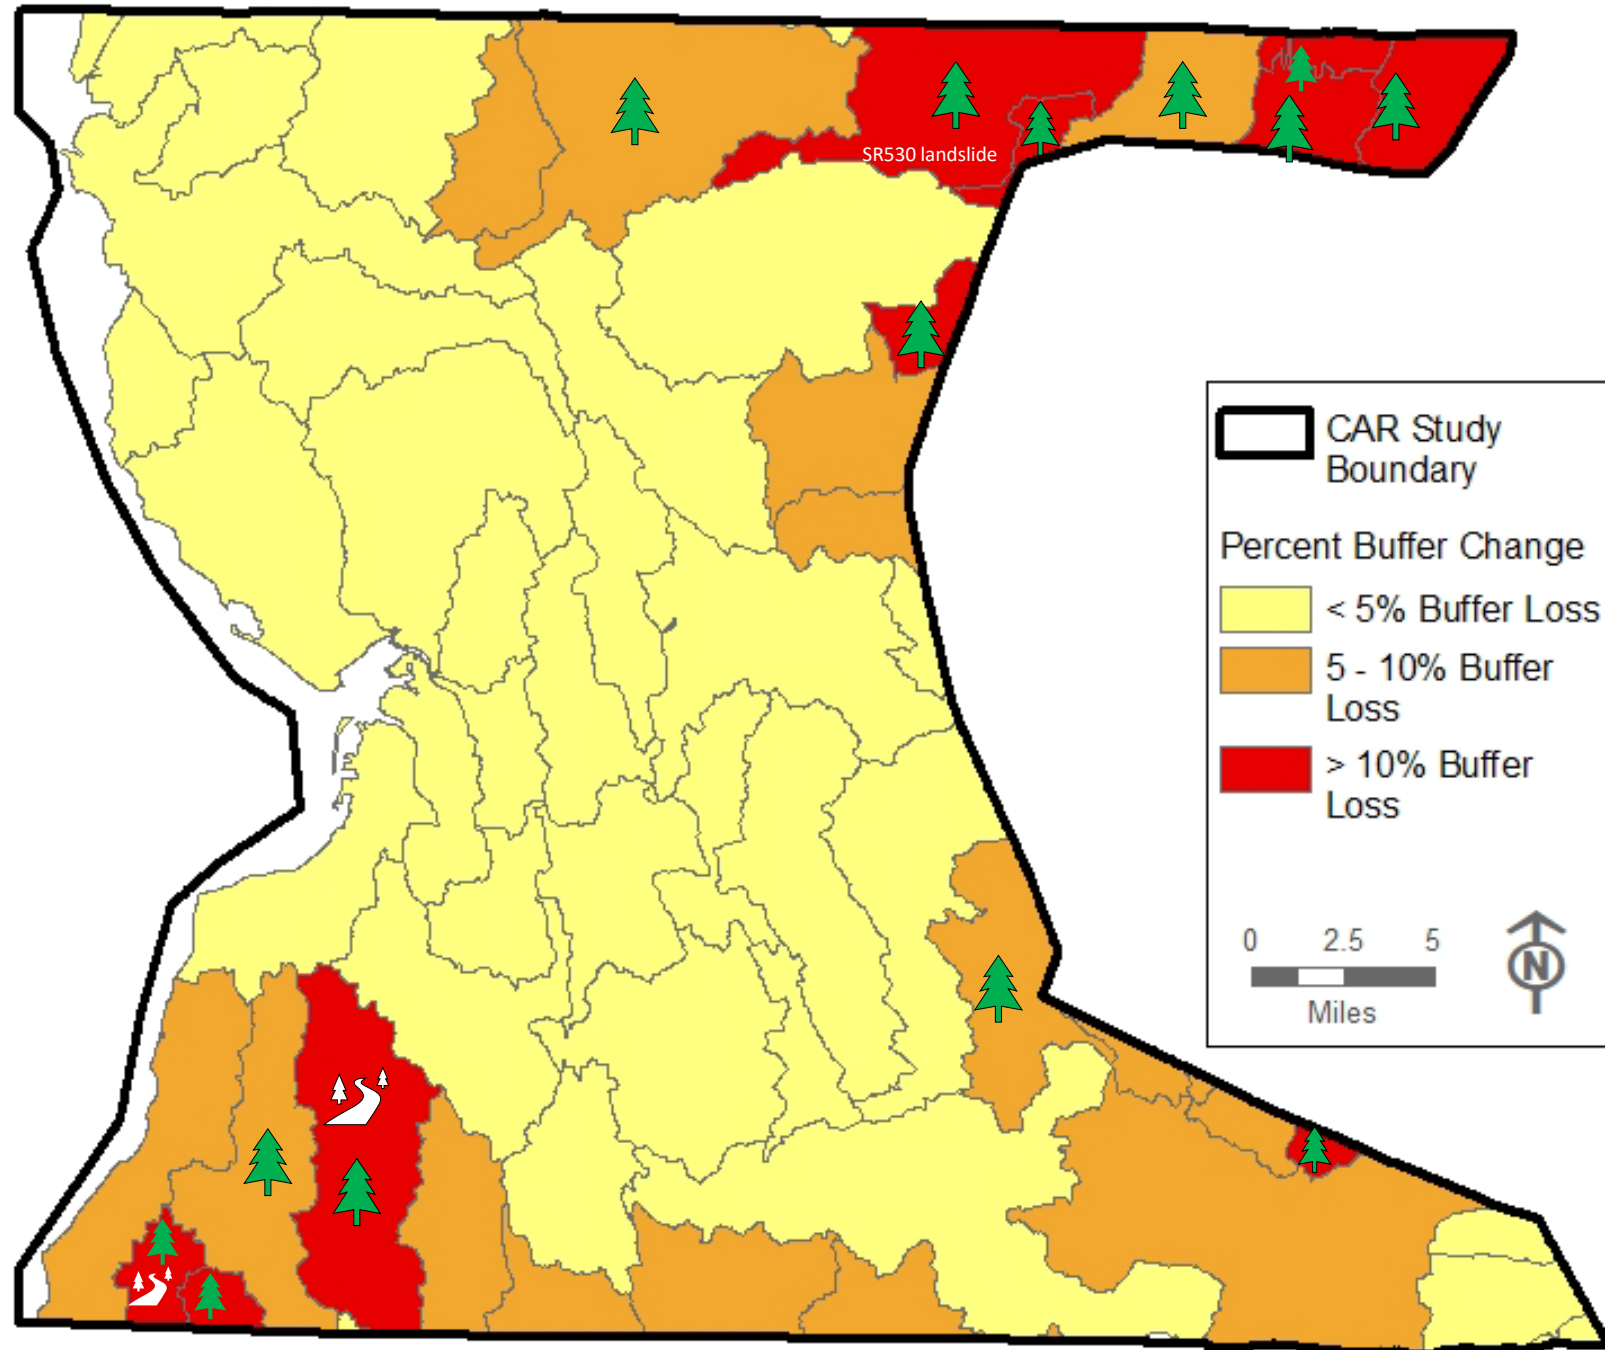 SR530 landslide
CAR Study
Boundary
Percent Buffer Change
< 5% Buffer Loss
5 - 10% Buffer
Loss
> 10% Buffer
Loss
0 2.5 5
Miles
N